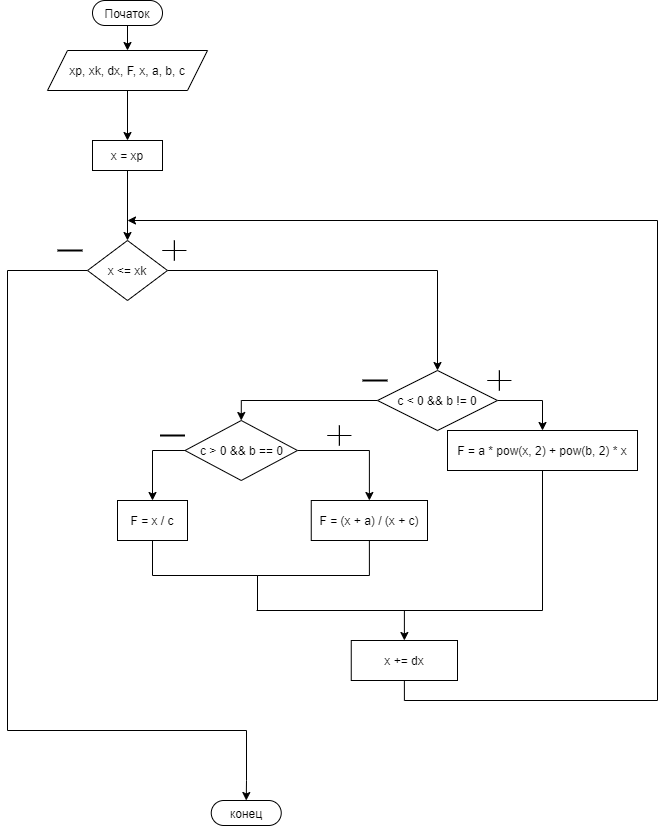 Початок
xp, xk, dx, F, x, a, b, c
x = xp
x <= xk
c < 0 && b != 0
c > 0 && b == 0
F = a * pow(x, 2) + pow(b, 2) * x
F = x / c
F = (x + a) / (x + c)
x += dx
конец